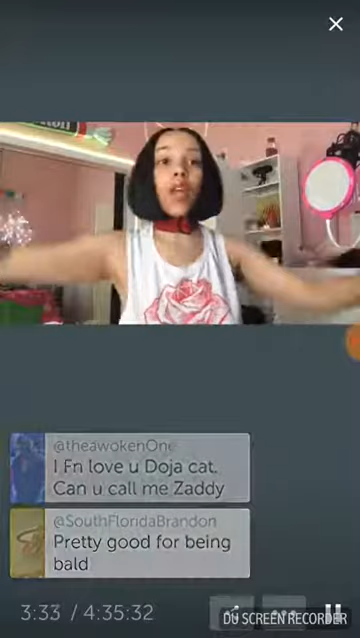 @theawokenOne
I Fn love u Doja cat.
Can u call me Zaddy
@SouthFloridaBrandon
Pretty good for being
bald
3:33 / 4:35:32
DU SCREEN RECORDER